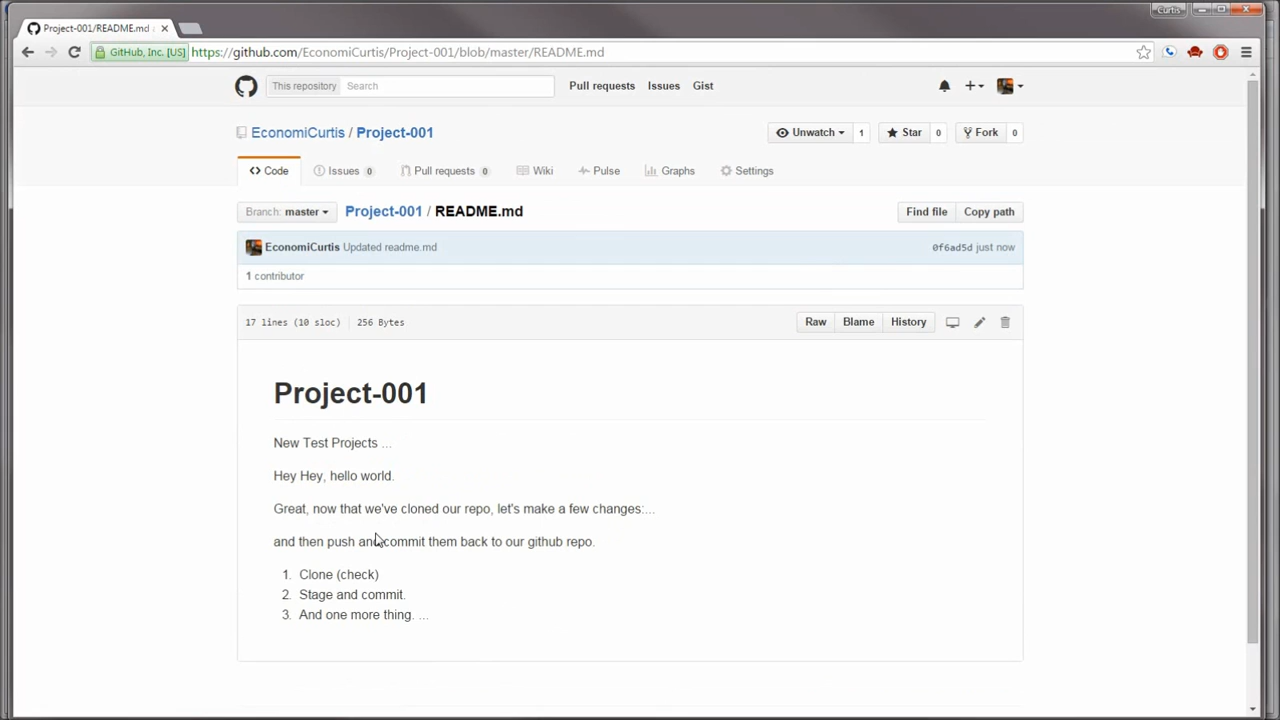 Curtis
Project-001/README.md
GitHub, Inc. [US] https://github.com/EconomiCurtis/Project-001/blob/master/README.md
This repository Search Pull requests Issues Gist
EconomiCurtis / Project-001 Unwatch 1 Star 0 Fork 0
<> Code Issues 0 Pull requests 0 Wiki Pulse Graphs Settings
Branch: master Project-001 / README.md Find file Copy path
EconomiCurtis Updated readme.md 0f6ad5d just now
1 contributor
17 lines (10 sloc) 256 Bytes Raw Blame History
Project-001
New Test Projects ...
Hey Hey, hello world.
Great, now that we've cloned our repo, let's make a few changes:...
and then push and commit them back to our github repo.
1. Clone (check)
2. Stage and commit.
3. And one more thing. ...